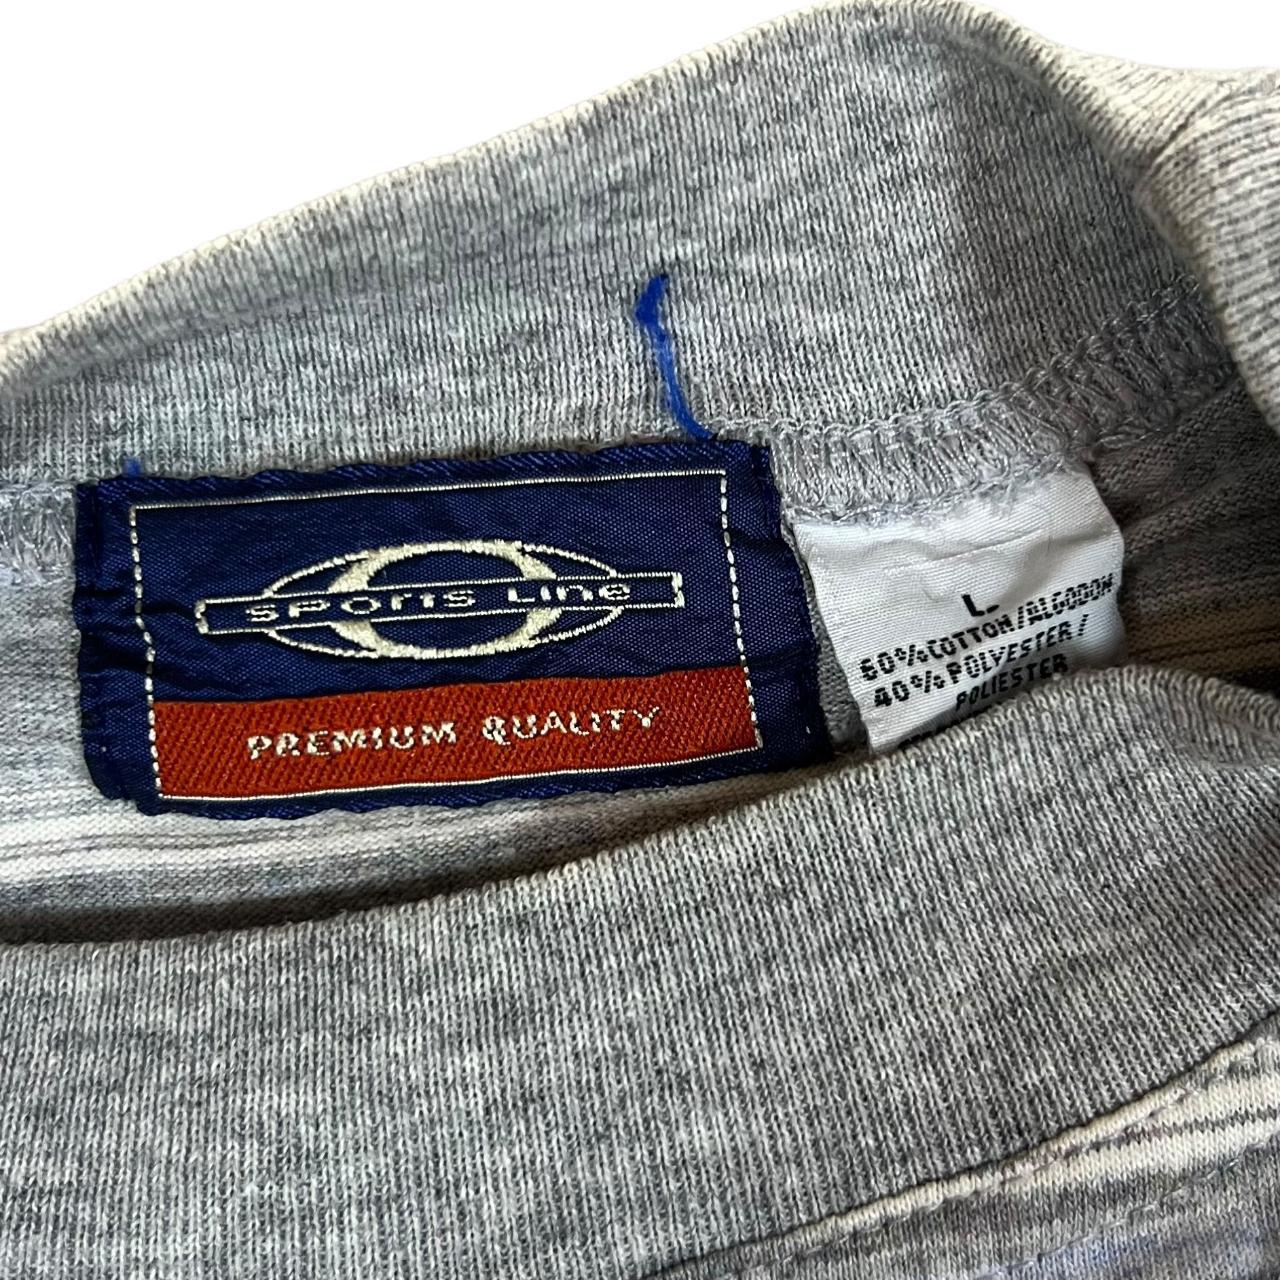 SPORTS LINE
PREMIUM QUALITY
L.
60%COTTON/ALGODON
40%POLYESTER/
POLIESTER